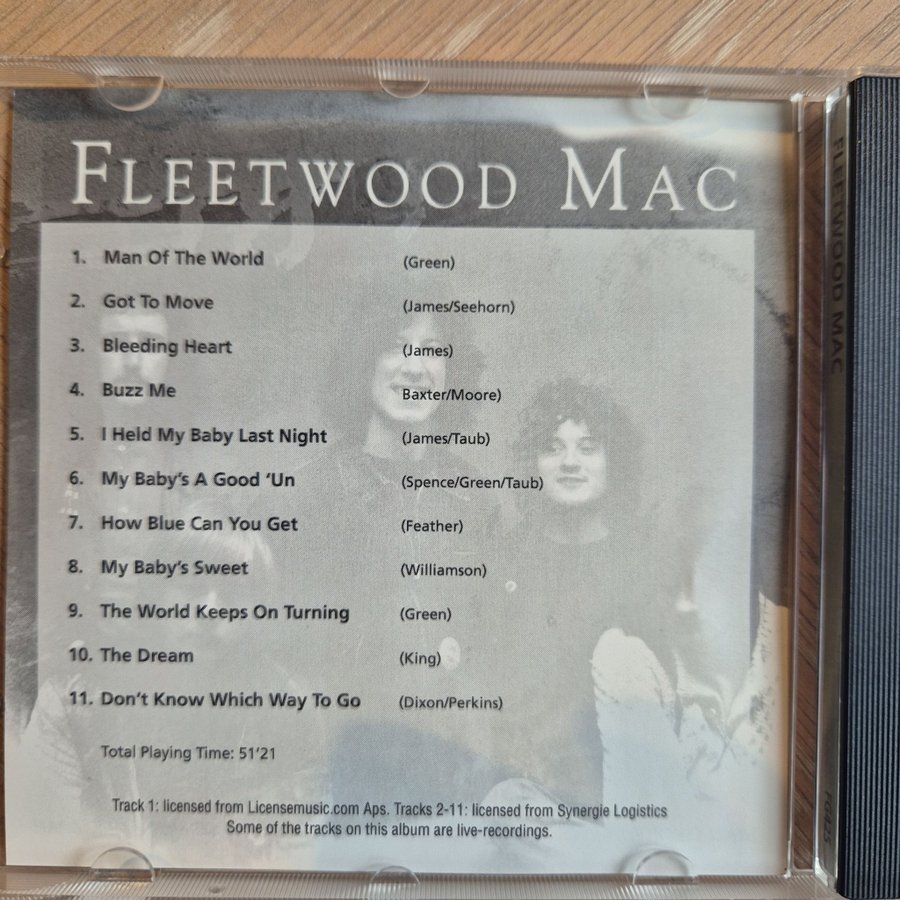 FLEETWOOD MAC
1. Man Of The World (Green)
2. Got To Move (James/Seehorn)
3. Bleeding Heart (James)
4. Buzz Me Baxter/Moore)
5. I Held My Baby Last Night (James/Taub)
6. My Baby's A Good ‘Un (Spence/Green/Taub)
7. How Blue Can You Get (Feather)
8. My Baby's Sweet (Williamson)
9. The World Keeps On Turning (Green)
10. The Dream (King)
11. Don't Know Which Way To Go (Dixon/Perkins)
Total Playing Time: 51'21
Track 1: licensed from Licensemusic.com Aps. Tracks 2-11: licensed from Synergie Logistics
Some of the tracks on this album are live-recordings.
FLEETWOOD MAC